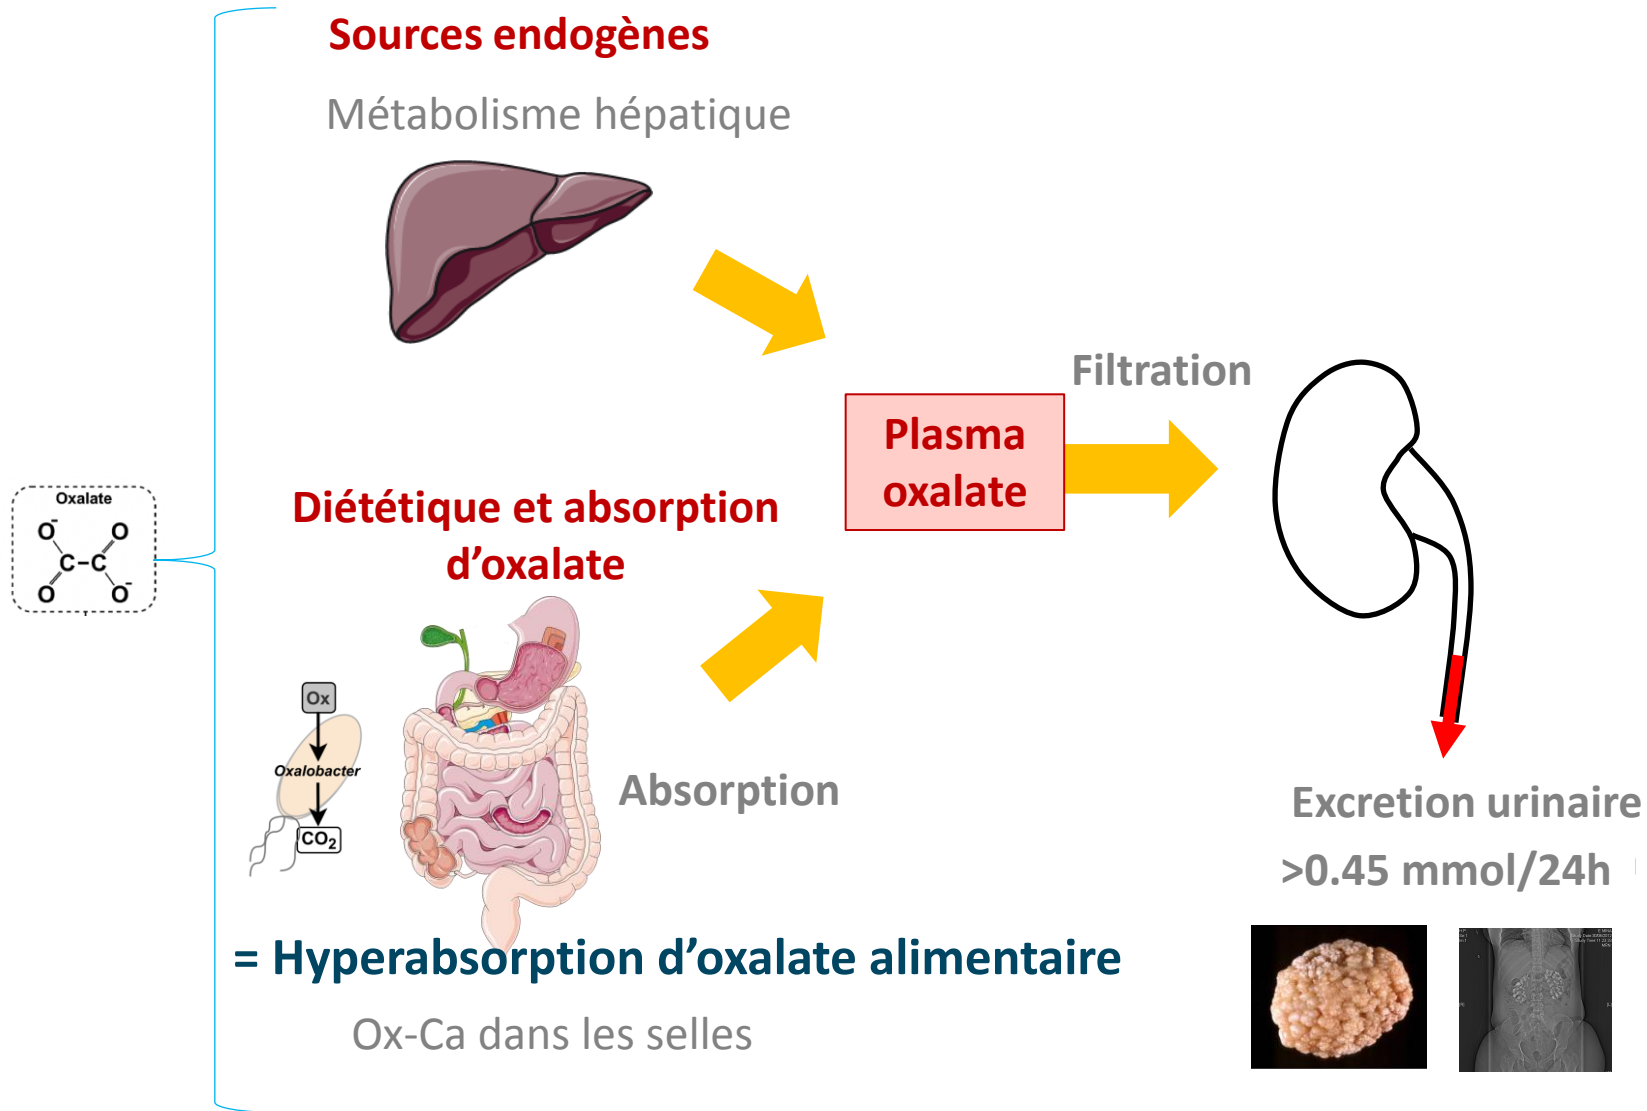 Sources endogènes
Métabolisme hépatique
Filtration
Plasma
oxalate
Oxalate
O-
O
C-C
O
O-
Diététique et absorption
d'oxalate
Ox
Oxalobacter
CO2
Absorption
Excretion urinaire
>0.45 mmol/24h
= Hyperabsorption d'oxalate alimentaire
Ox-Ca dans les selles